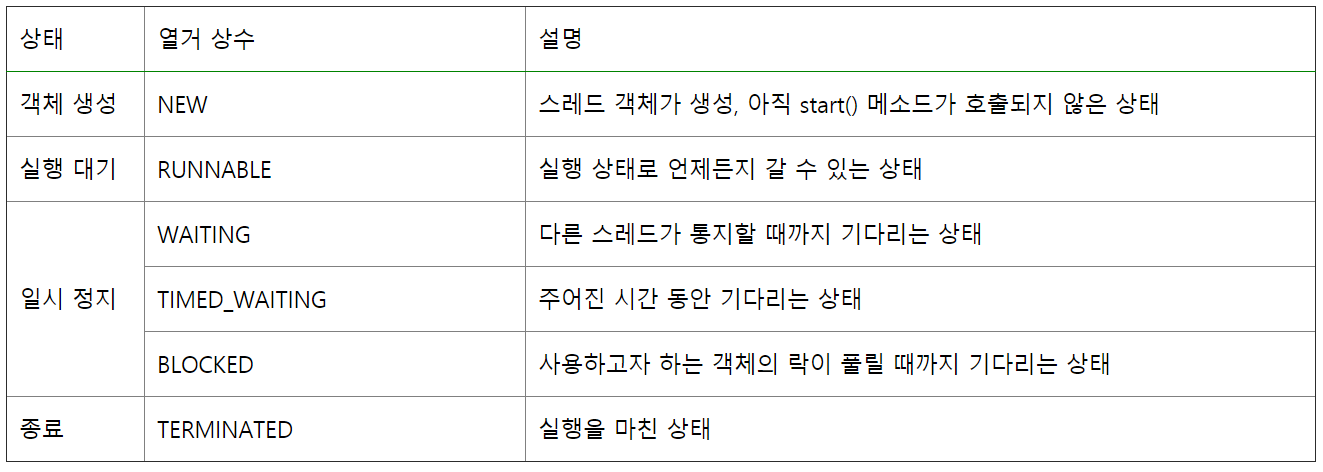 상태 열거 상수 설명
객체 생성 NEW 스레드 객체가 생성, 아직 start() 메소드가 호출되지 않은 상태
실행 대기 RUNNABLE 실행 상태로 언제든지 갈 수 있는 상태
WAITING 다른 스레드가 통지할 때까지 기다리는 상태
일시 정지 TIMED_WAITING 주어진 시간 동안 기다리는 상태
BLOCKED 사용하고자 하는 객체의 락이 풀릴 때까지 기다리는 상태
종료 TERMINATED 실행을 마친 상태